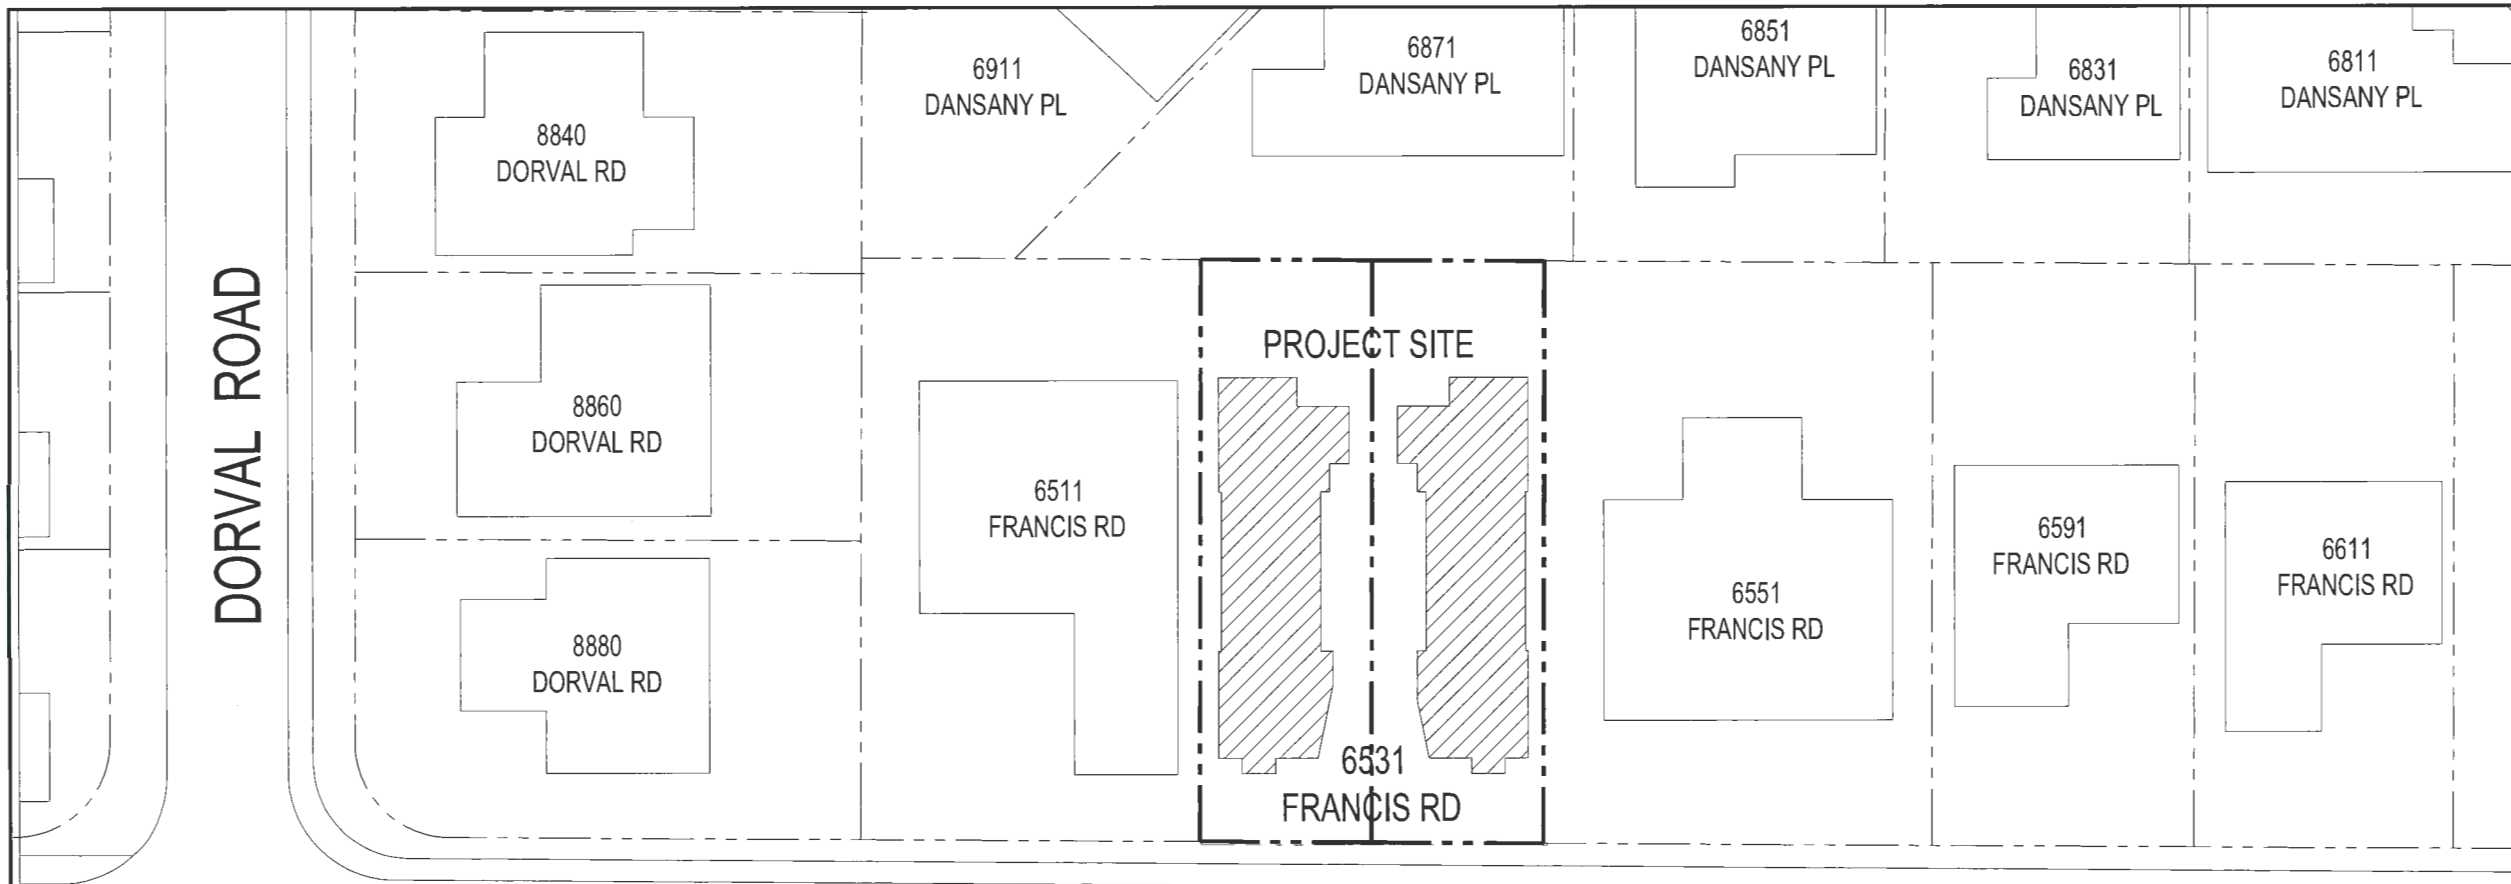 6911
DANSANY PL
6871
DANSANY PL
6851
DANSANY PL
6831
DANSANY PL
6811
DANSANY PL
8840
DORVAL RD
DORVAL ROAD
8860
DORVAL RD
8880
DORVAL RD
6511
FRANCIS RD
PROJECT SITE
6531
FRANCIS RD
6551
FRANCIS RD
6591
FRANCIS RD
6611
FRANCIS RD